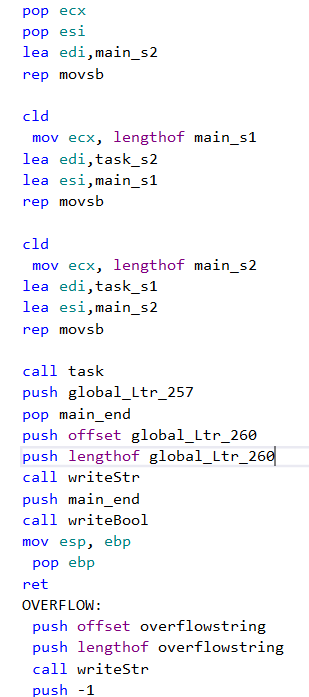 pop ecx
pop esi
lea edi,main_s2
rep movsb
cld
mov ecx, lengthof main_s1
lea edi,task_s2
lea esi,main_s1
rep movsb
cld
mov ecx, lengthof main_s2
lea edi,task_s1
lea esi,main_s2
rep movsb
call task
push global_Ltr_257
pop main_end
push offset global_Ltr_260
push lengthof global_Ltr_260
call writeStr
push main_end
call writeBool
mov esp, ebp
pop ebp
ret
OVERFLOW:
push offset overflowstring
push lengthof overflowstring
call writeStr
push -1